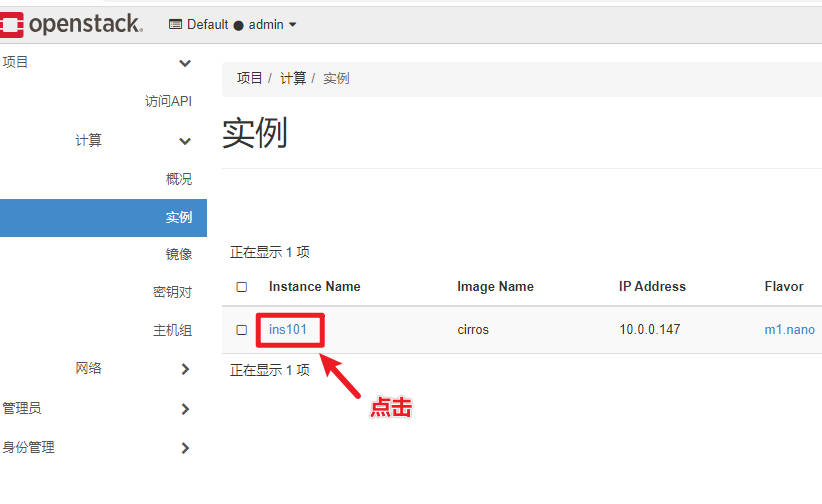 openstack. Default ● admin
项目
项目 / 计算 / 实例
访问API
实例
计算
概况
实例
正在显示 1 项
镜像
Instance Name Image Name IP Address Flavor
密钥对
ins101 cirros 10.0.0.147 m1.nano
主机组
正在显示 1 项
网络
点击
管理员
身份管理